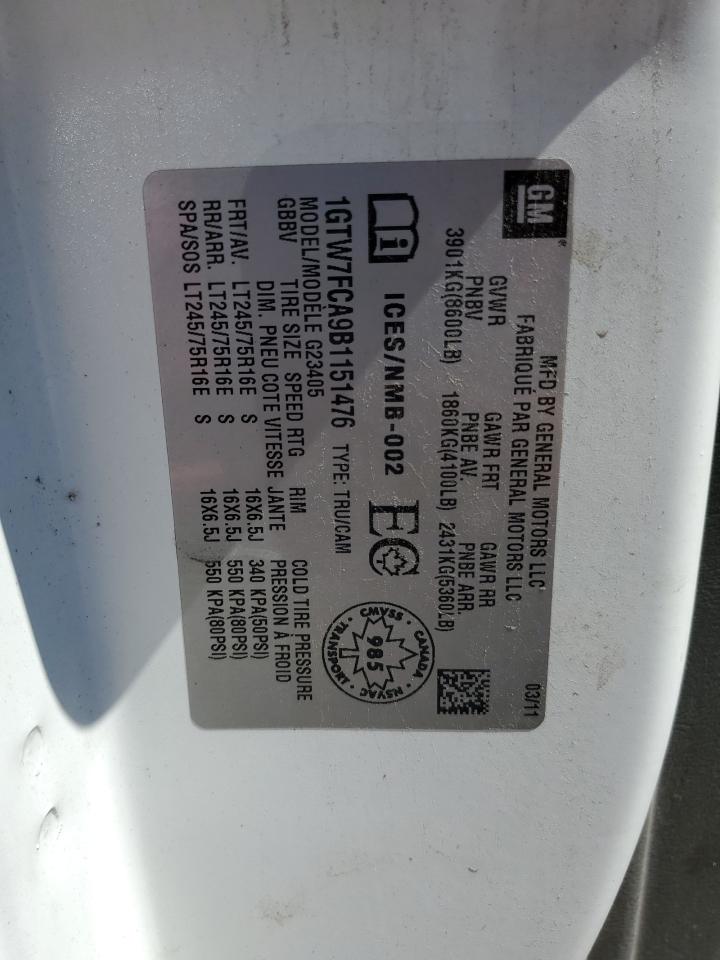 GM
MFD BY GENERAL MOTORS LLC 03/11
FABRIQUÉ PAR GENERAL MOTORS LLC
GVWR GAWR FRT GAWR RR
PNBV PNBE AV. PNBE ARR.
3901KG(8600LB) 1860KG(4100LB) 2431KG(5360LB)
ICES/NMB-002 EC
CMVSS CANADA NSVAC TRANSPORT
985
1GTW7FCA9B1151476 TYPE: TRU/CAM
MODEL/MODÈLE G23405
GBBV TIRE SIZE SPEED RTG RIM COLD TIRE PRESSURE
DIM. PNEU COTE VITESSE JANTE PRESSION À FROID
FRT/AV. LT245/75R16E S 16X6.5J 340 KPA(50PSI)
RR/ARR. LT245/75R16E S 16X6.5J 550 KPA(80PSI)
SPA/SOS LT245/75R16E S 16X6.5J 550 KPA(80PSI)